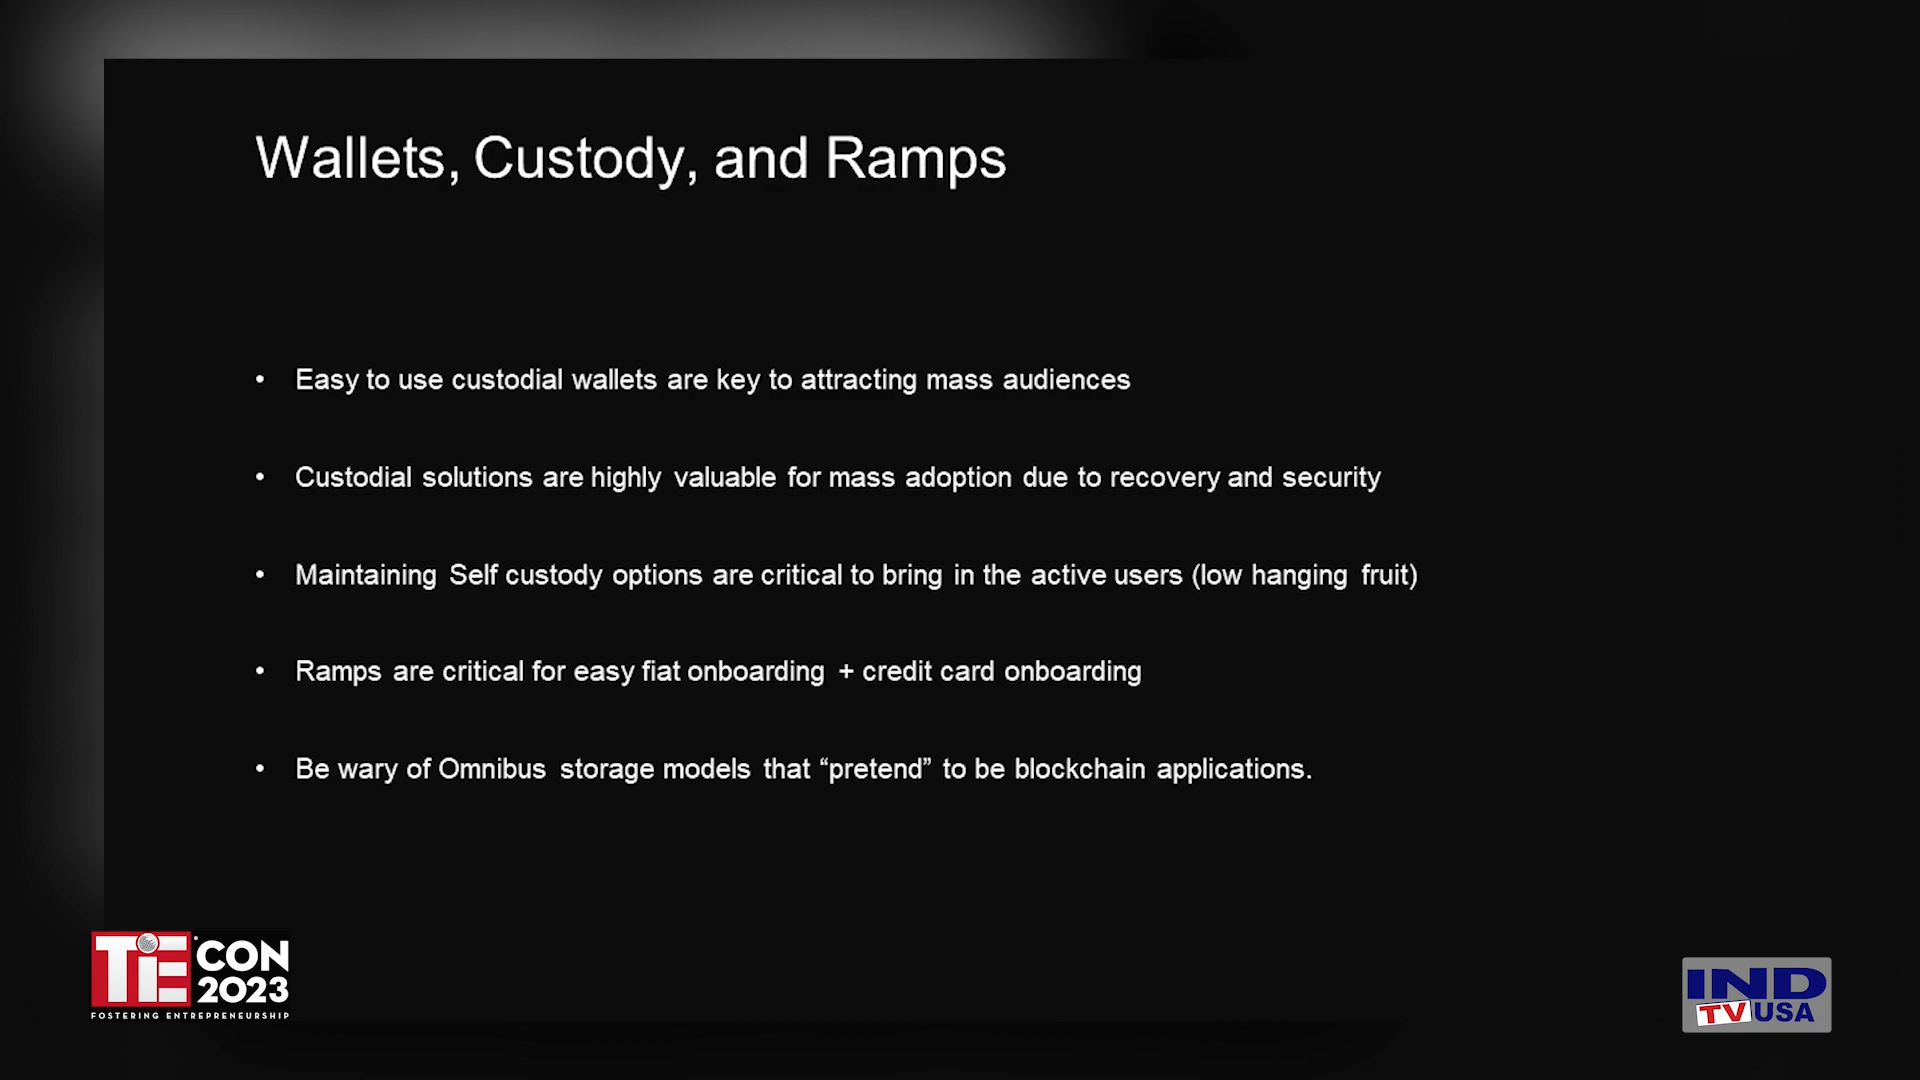 Wallets, Custody, and Ramps
• Easy to use custodial wallets are key to attracting mass audiences
• Custodial solutions are highly valuable for mass adoption due to recovery and security
• Maintaining Self custody options are critical to bring in the active users (low hanging fruit)
• Ramps are critical for easy fiat onboarding + credit card onboarding
• Be wary of Omnibus storage models that “pretend” to be blockchain applications.
TiE CON
2023
FOSTERING ENTREPRENEURSHIP
IND
TV USA